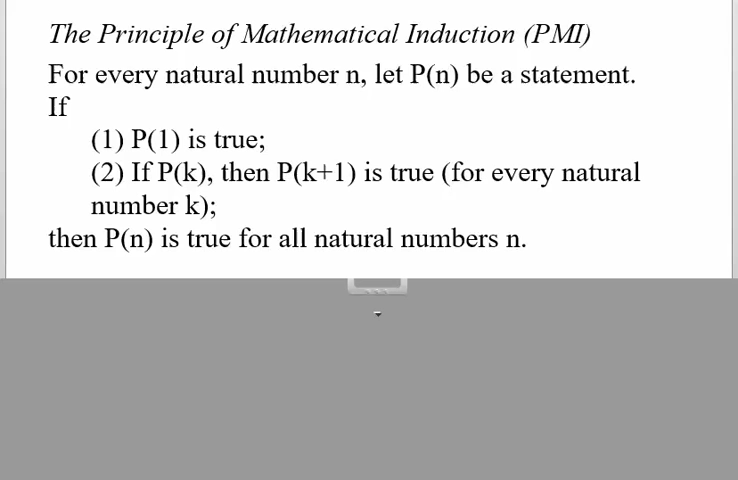 The Principle of Mathematical Induction (PMI)
For every natural number n, let P(n) be a statement.
If
(1) P(1) is true;
(2) If P(k), then P(k+1) is true (for every natural
number k);
then P(n) is true for all natural numbers n.